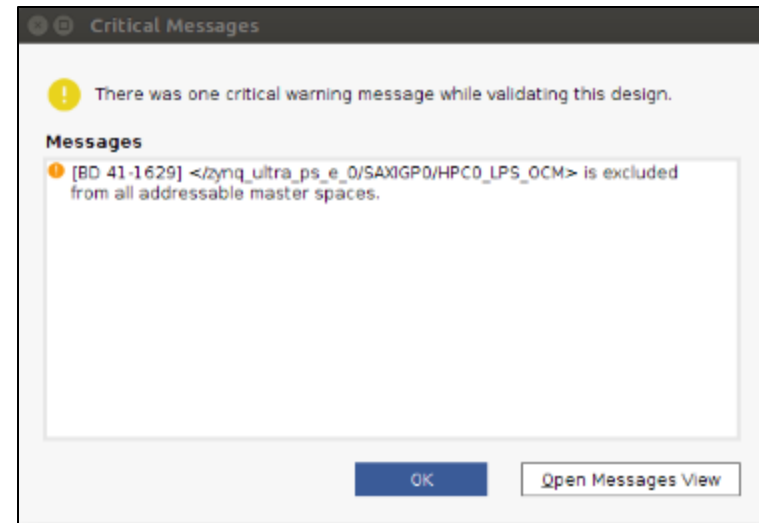 Critical Messages
There was one critical warning message while validating this design.
Messages
[BD 41-1629] </zynq_ultra_ps_e_0/SAXIGP0/HPC0_LPS_OCM> is excluded
from all addressable master spaces.
OK
Open Messages View